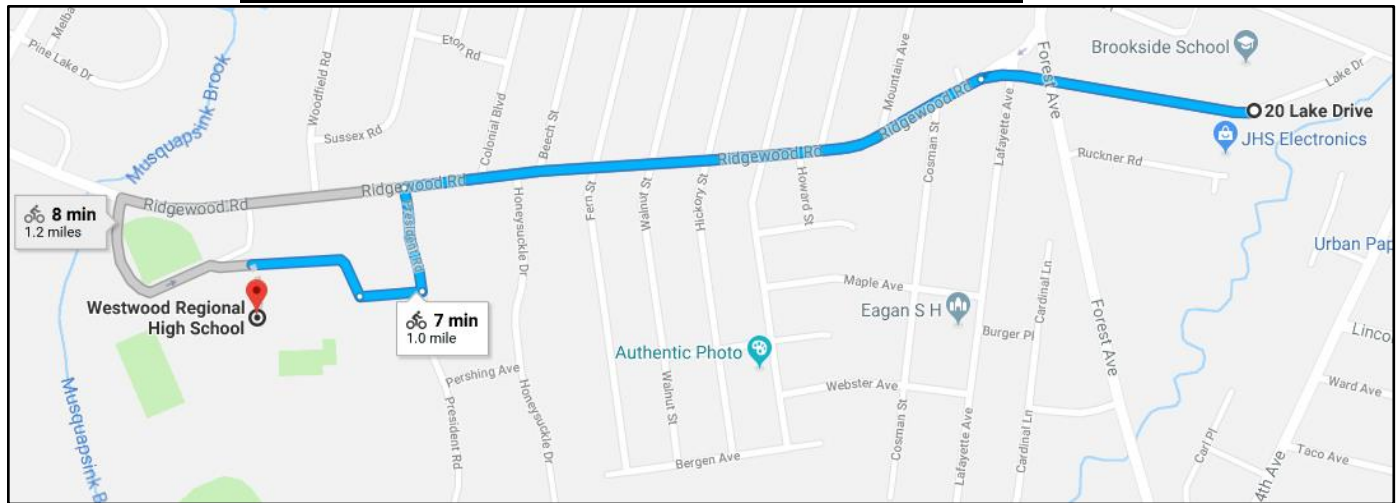 Melba
Pine Lake Dr
Musquapsink Brook
Woodfield Rd
Eton Rd
Sussex Rd
Colonial Blvd
Beech St
Mountain Ave
Forest Ave
Brookside School
Lake Dr
20 Lake Drive
JHS Electronics
Ruckner Rd
Ridgewood Rd
Ridgewood Rd
Ridgewood Rd
Ridgewood Rd
Cosman St
Lafayette Ave
8 min
1.2 miles
President Rd
Honeysuckle Dr
Fern St
Walnut St
Hickory St
Howard St
Westwood Regional
High School
7 min
1.0 mile
Maple Ave
Eagan S H
Cardinal Ln
Burger Pl
Urban Pap
Authentic Photo
Forest Ave
Lincol
Pershing Ave
Webster Ave
Ward Ave
Musquapsink B
President Rd
Honeysuckle Dr
Walnut St
Bergen Ave
Cosman St
Lafayette Ave
Cardinal Ln
Carl Pl
4th Ave
Taco Ave